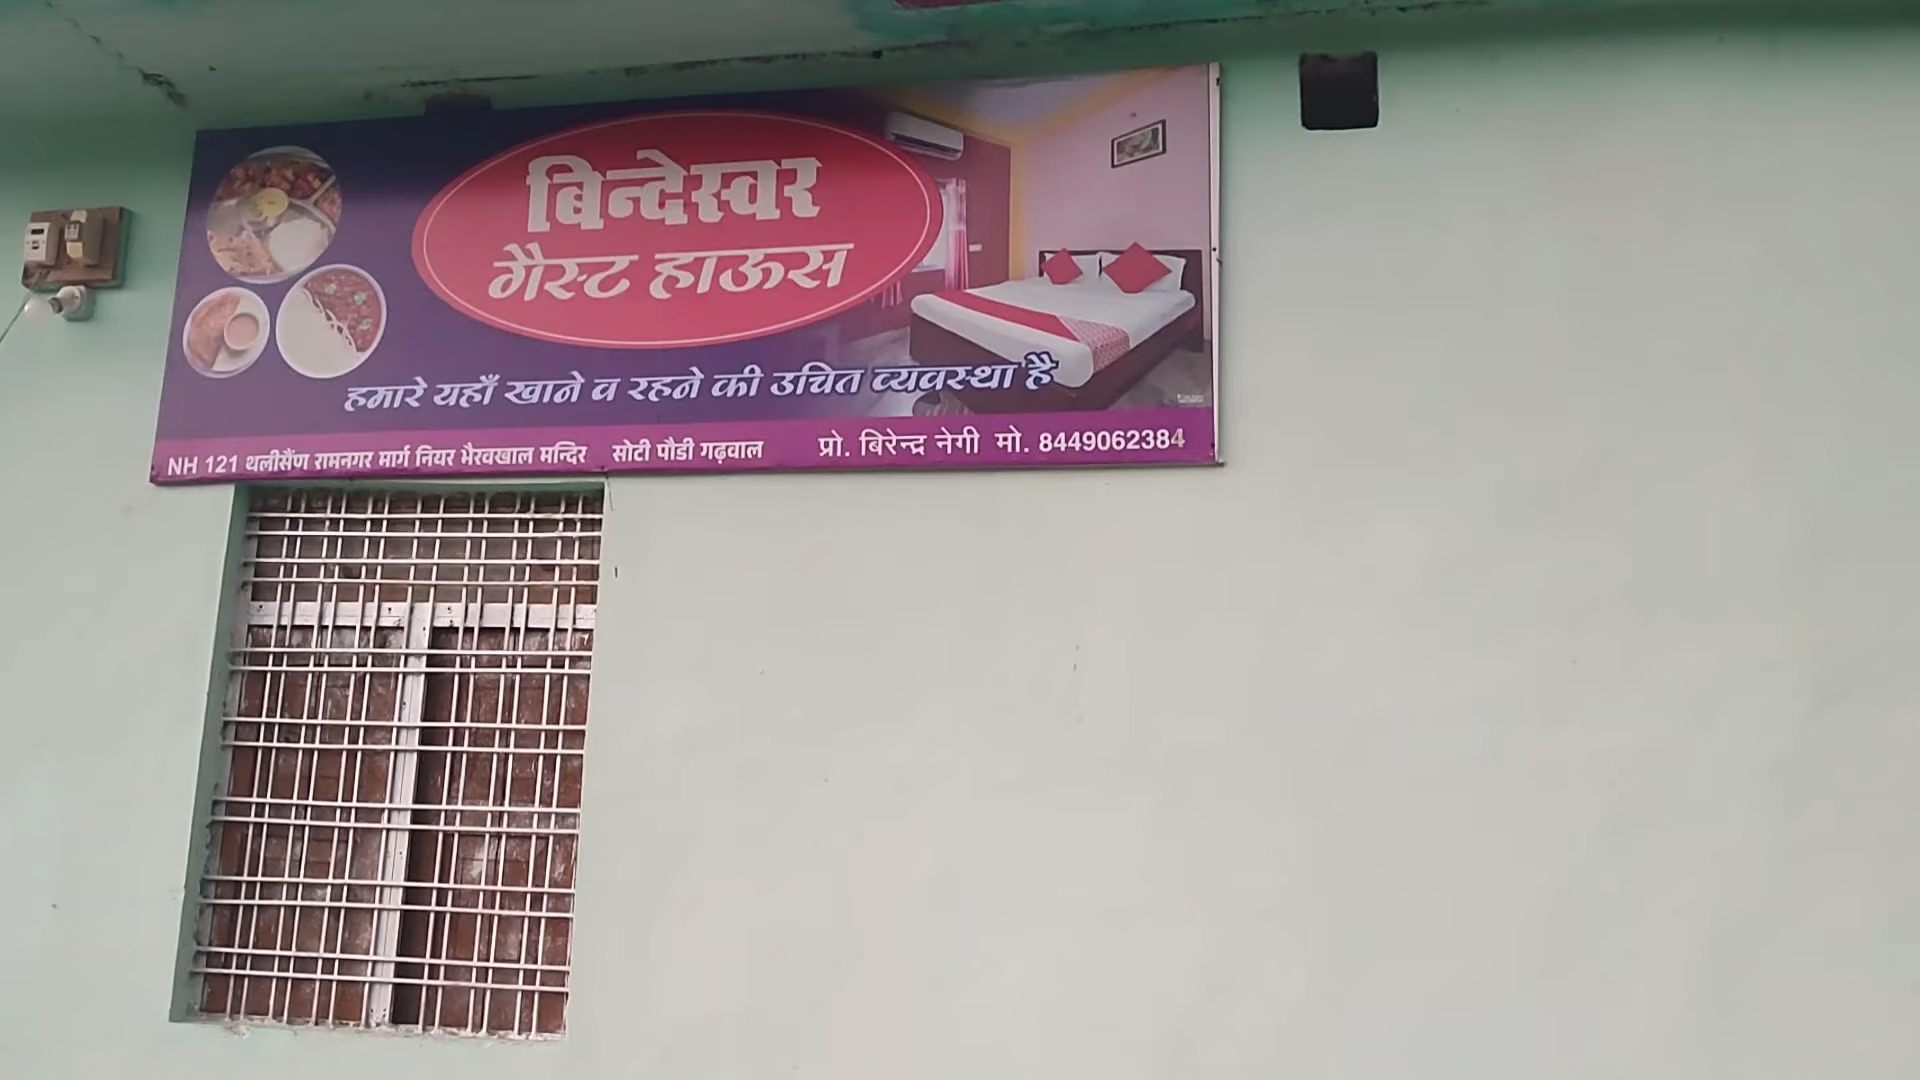 बिन्देस्वर
गैस्ट हाऊस
हमारे यहाँ खाने व रहने की उचित व्यवस्था है
NH 121 थलीसैंण रामनगर मार्ग नियर भैरवखाल मन्दिर सोटी पौडी गढ़वाल प्रो. बिरेन्द्र नेगी मो. 8449062384